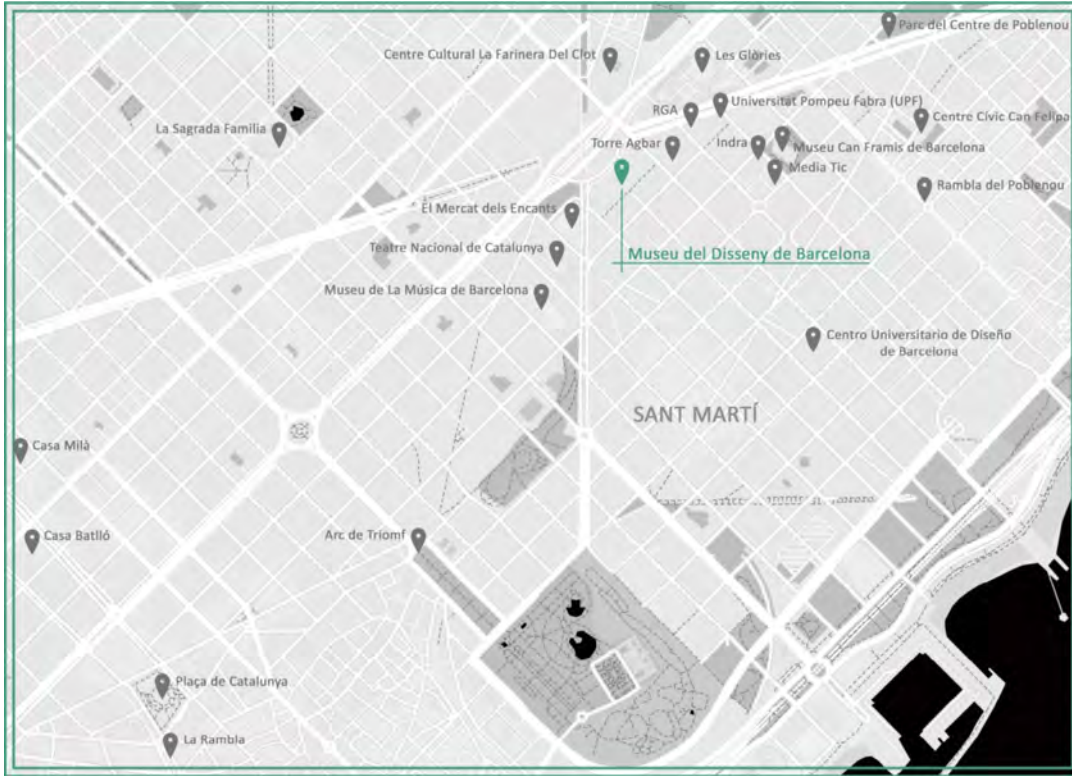 Parc del Centre de Poblenou
Centre Cultural La Farinera Del Clot
Les Glòries
Universitat Pompeu Fabra (UPF)
RGA
Centre Cívic Can Felipa
La Sagrada Familia
Torre Agbar
Indra
Museu Can Framis de Barcelona
Media Tic
Rambla del Poblenou
El Mercat dels Encants
Teatre Nacional de Catalunya
Museu del Disseny de Barcelona
Museu de La Música de Barcelona
Centro Universitario de Diseño
de Barcelona
SANT MARTÍ
Casa Milà
Casa Batlló
Arc de Triomf
Plaça de Catalunya
La Rambla